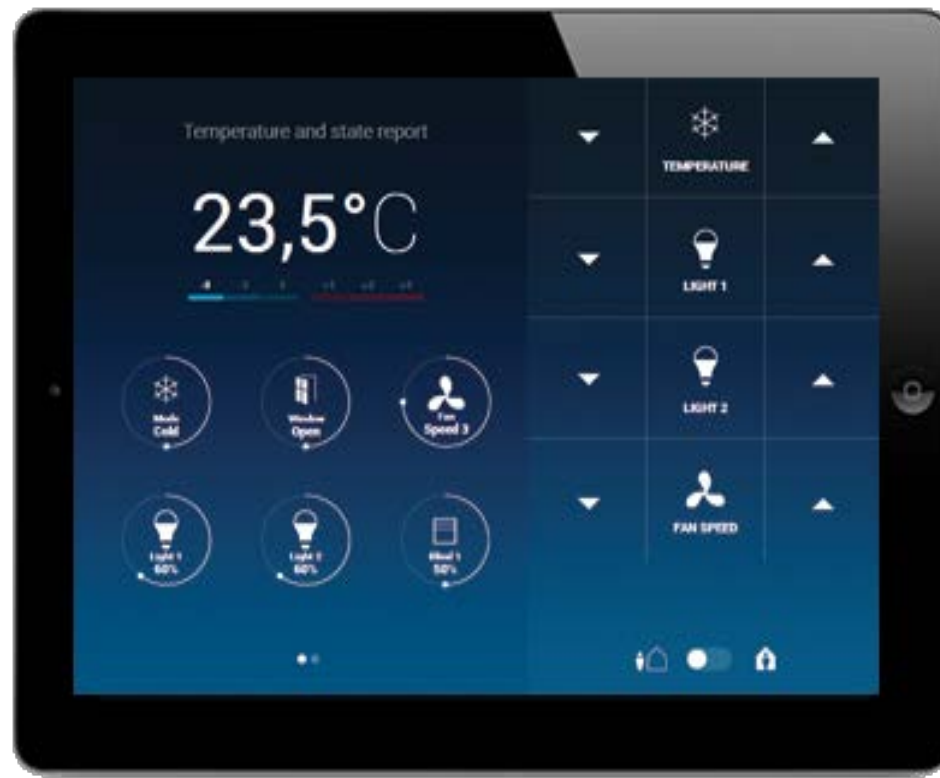 Temperature and state report
23,5°C
Mode
Cold
Window
Open
Fan
Speed 3
Light 1
60%
Light 2
60%
Blind 1
50%
TEMPERATURE
LIGHT 1
LIGHT 2
FAN SPEED